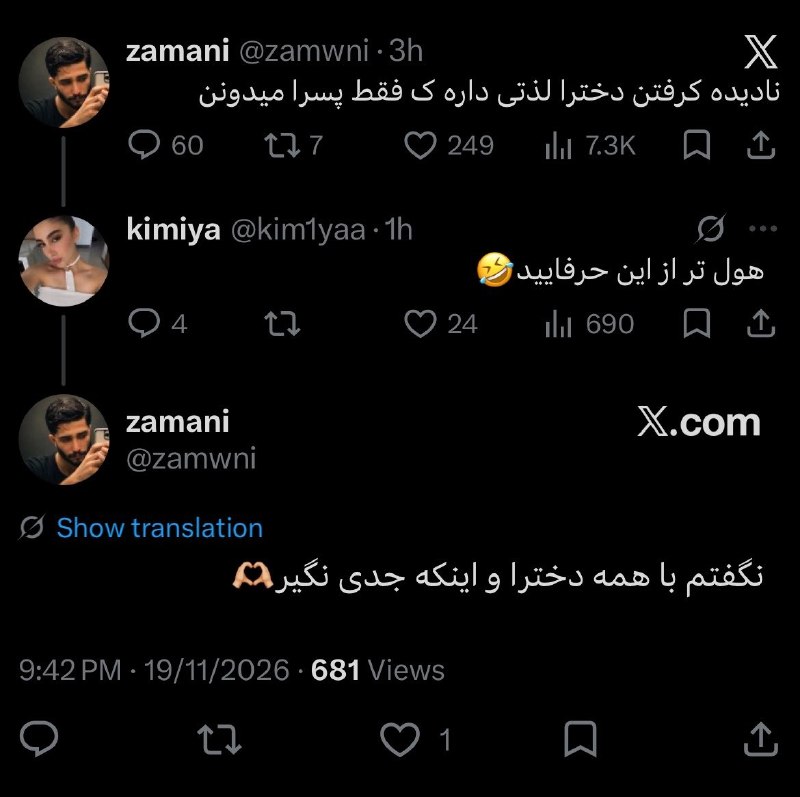 zamani @zamwni · 3h
نادیده کرفتن دخترا لذتی داره ک فقط پسرا میدونن
60 7 249 7.3K
kimiya @kim1yaa · 1h
هول تر از این حرفایید🤣
4 24 690
zamani
@zamwni
X.com
Show translation
نگفتم با همه دخترا و اینکه جدی نگیر🫶🏼
9:42 PM · 19/11/2026 · 681 Views
1